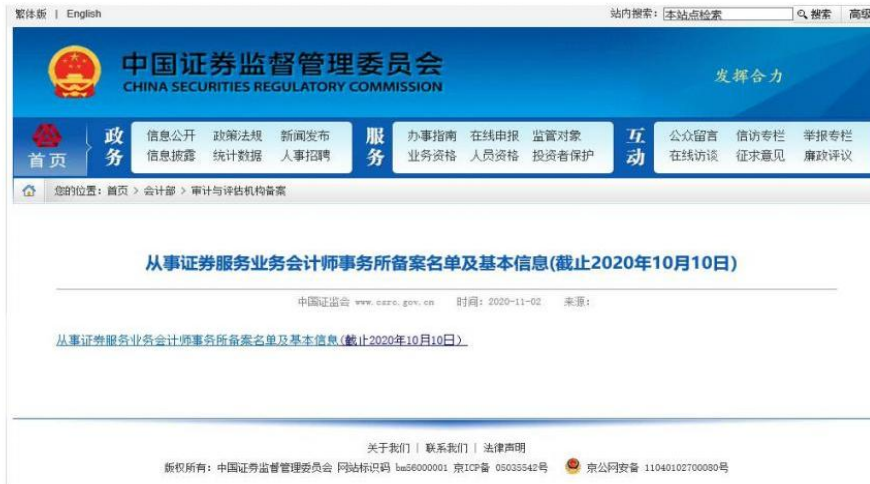 繁体版 | English 站内搜索: 本站点检索 搜索 高级
中国证券监督管理委员会
CHINA SECURITIES REGULATORY COMMISSION
发挥合力
首页 政务 信息公开 政策法规 新闻发布 服务 办事指南 在线申报 监管对象 互动 公众留言 信访专栏 举报专栏
信息披露 统计数据 人事招聘 业务资格 人员资格 投资者保护 在线访谈 征求意见 廉政评议
您的位置: 首页 > 会计部 > 审计与评估机构备案
从事证券服务业务会计师事务所备案名单及基本信息(截止2020年10月10日)
中国证监会 www.csrc.gov.cn 时间: 2020-11-02 来源:
从事证券服务业务会计师事务所备案名单及基本信息(截止2020年10月10日)
关于我们 | 联系我们 | 法律声明
版权所有: 中国证券监督管理委员会 网站标识码 bm56000001 京ICP备 05035542号 京公网安备 11040102700080号